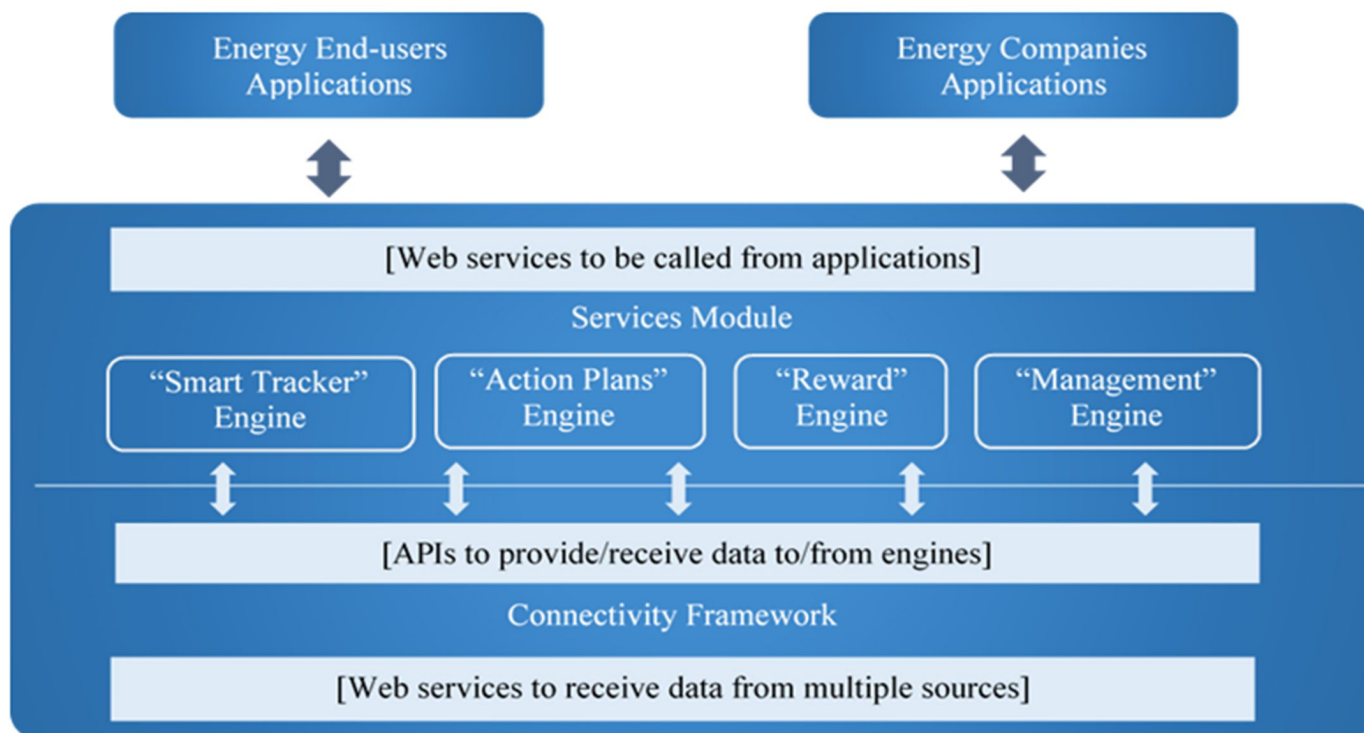 Energy End-users
Applications
Energy Companies
Applications
[Web services to be called from applications]
Services Module
“Smart Tracker”
Engine
“Action Plans”
Engine
“Reward”
Engine
“Management”
Engine
[APIs to provide/receive data to/from engines]
Connectivity Framework
[Web services to receive data from multiple sources]